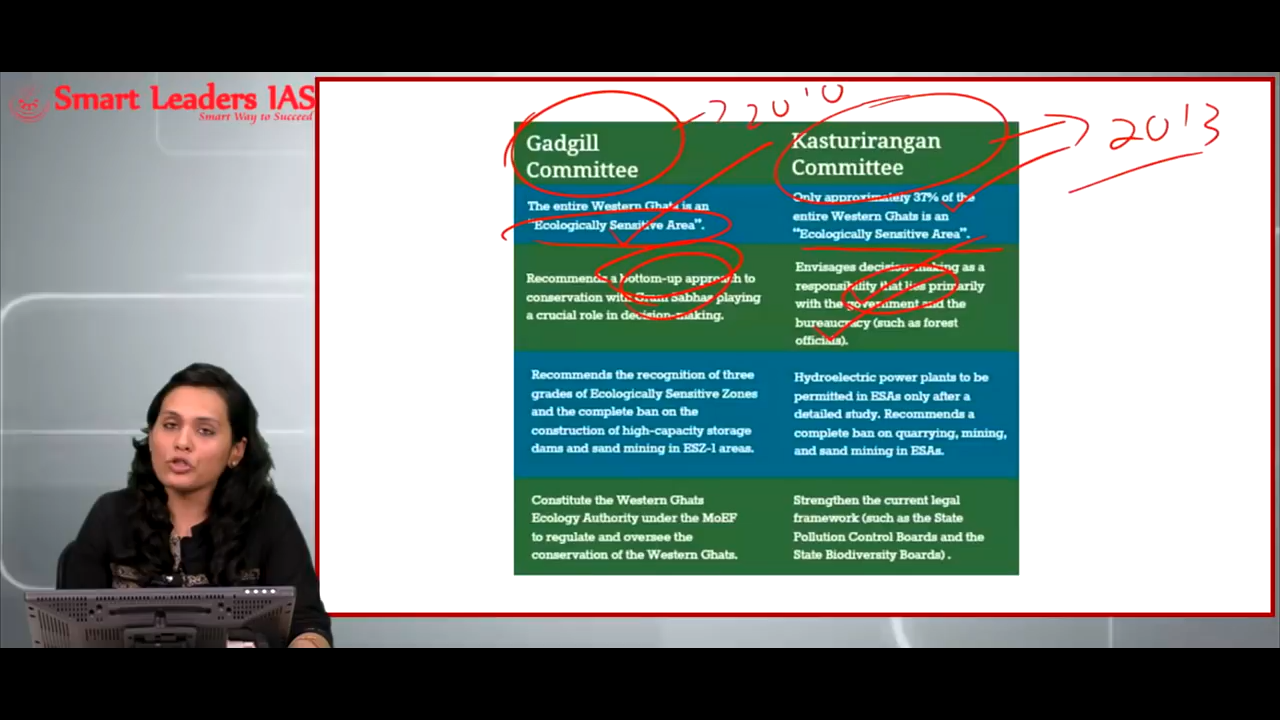 Smart Leaders IAS
Smart Way to Succeed
2010
2013
Gadgill
Committee
Kasturirangan
Committee
The entire Western Ghats is an
"Ecologically Sensitive Area".
Only approximately 37% of the
entire Western Ghats is an
"Ecologically Sensitive Area".
Recommends a bottom-up approach to
conservation with Gram Sabhas playing
a crucial role in decision-making.
Envisages decision-making as a
responsibility that lies primarily
with the government and the
bureaucracy (such as forest
officials).
Recommends the recognition of three
grades of Ecologically Sensitive Zones
and the complete ban on the
construction of high-capacity storage
dams and sand mining in ESZ-1 areas.
Hydroelectric power plants to be
permitted in ESAs only after a
detailed study. Recommends a
complete ban on quarrying, mining,
and sand mining in ESAs.
Constitute the Western Ghats
Ecology Authority under the MoEF
to regulate and oversee the
conservation of the Western Ghats.
Strengthen the current legal
framework (such as the State
Pollution Control Boards and the
State Biodiversity Boards) .